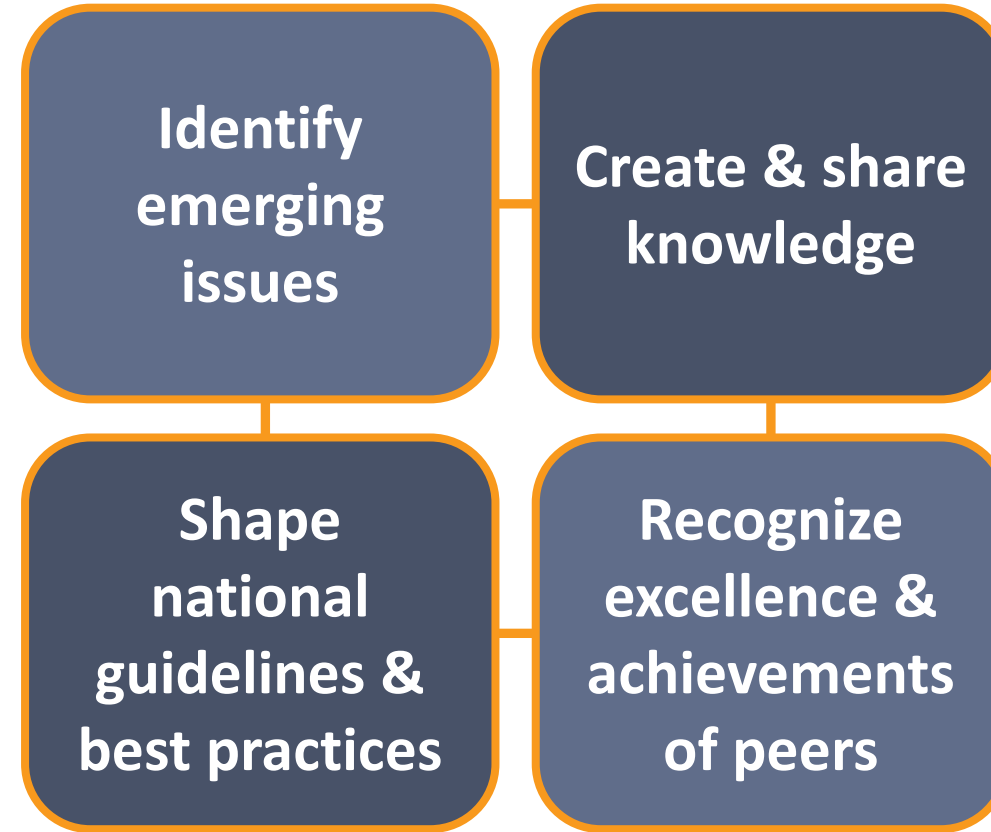 Identify
emerging
issues
Create & share
knowledge
Shape
national
guidelines &
best practices
Recognize
excellence &
achievements
of peers